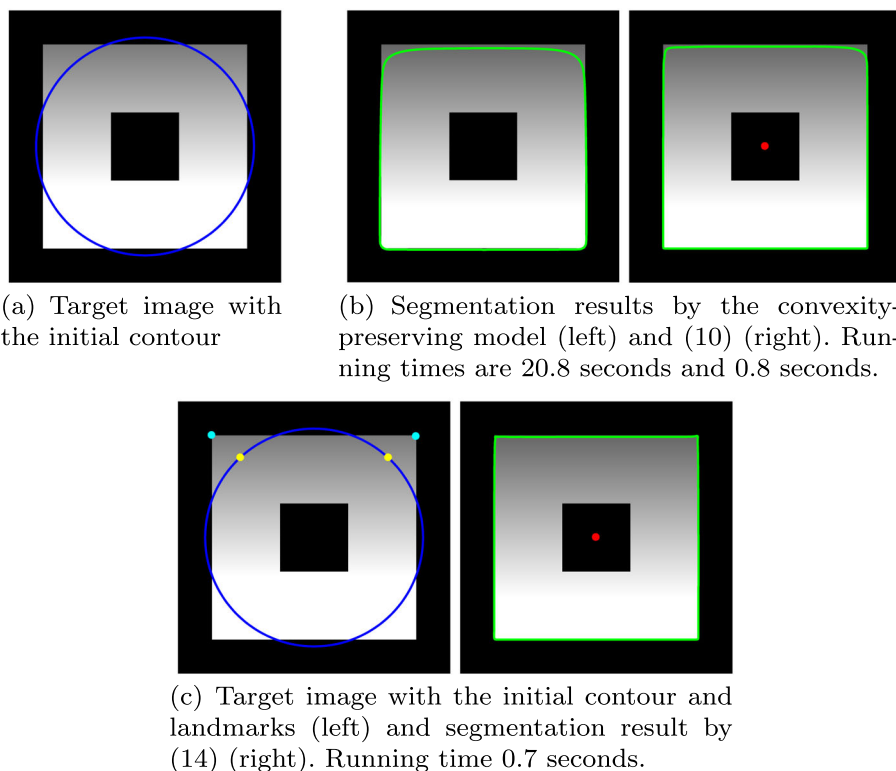 (a) Target image with
the initial contour
(b) Segmentation results by the convexity-
preserving model (left) and (10) (right). Run-
ning times are 20.8 seconds and 0.8 seconds.
(c) Target image with the initial contour and
landmarks (left) and segmentation result by
(14) (right). Running time 0.7 seconds.